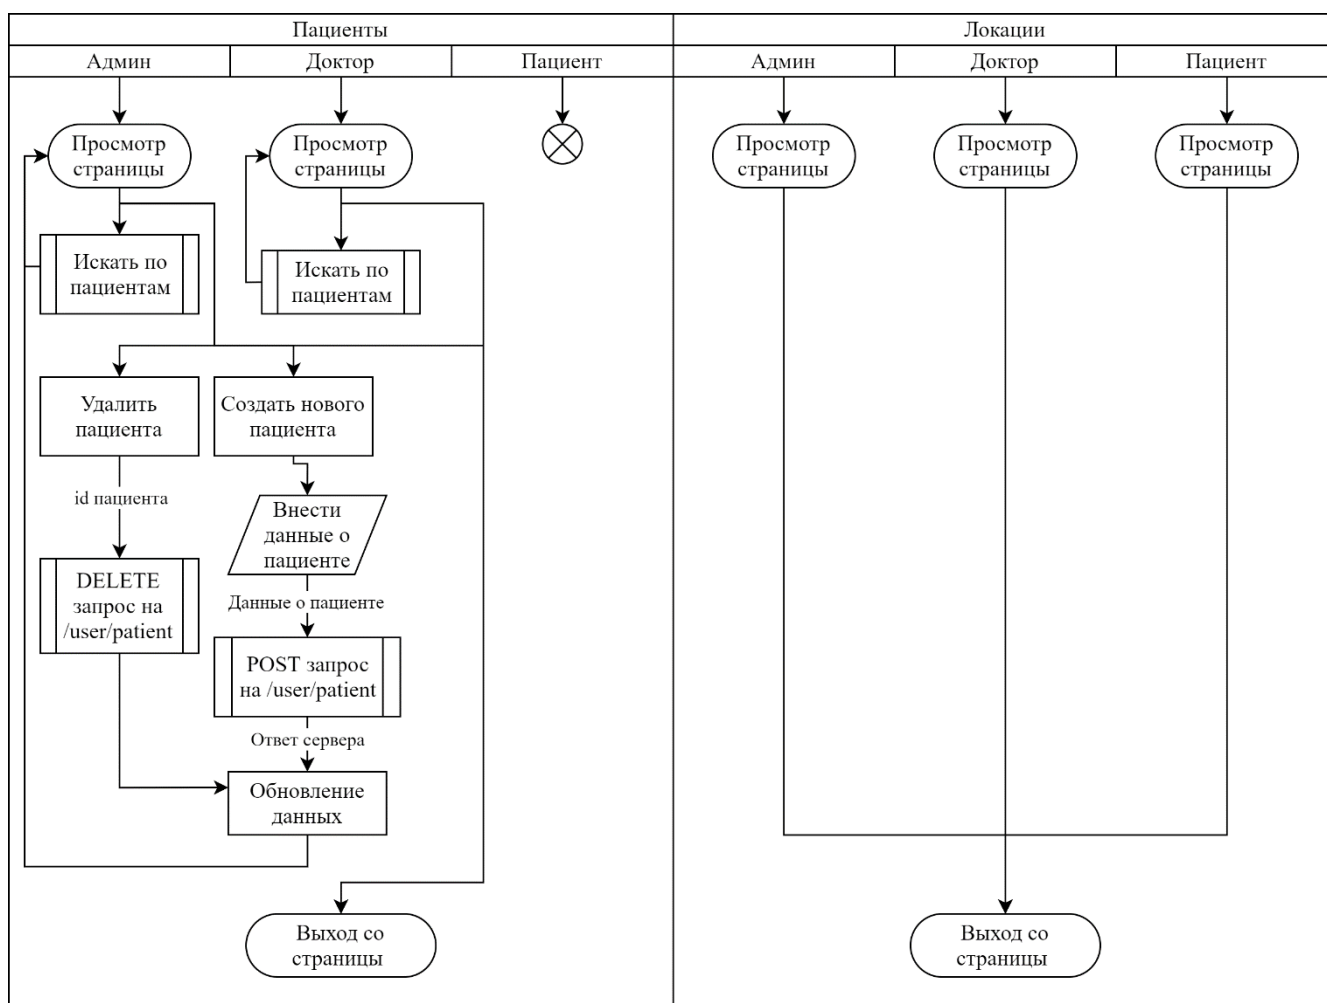 Пациенты
Локации
Админ
Доктор
Пациент
Админ
Доктор
Пациент
Просмотр
страницы
Просмотр
страницы
Просмотр
страницы
Просмотр
страницы
Просмотр
страницы
Искать по
пациентам
Искать по
пациентам
Удалить
пациента
Создать нового
пациента
id пациента
Внести
данные о
пациенте
DELETE
запрос на
/user/patient
Данные о пациенте
POST запрос
на /user/patient
Ответ сервера
Обновление
данных
Выход со
страницы
Выход со
страницы